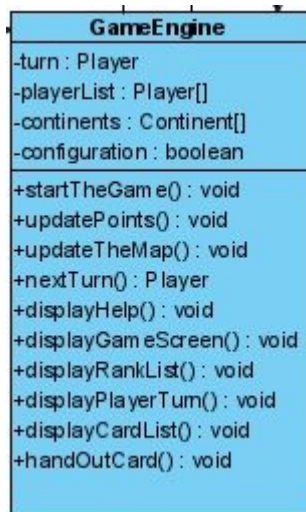 GameEngine
-turn : Player
-playerList : Player[]
-continents : Continent[]
-configuration : boolean
+startTheGame() : void
+updatePoints() : void
+updateTheMap() : void
+nextTurn() : Player
+displayHelp() : void
+displayGameScreen() : void
+displayRankList() : void
+displayPlayerTurn() : void
+displayCardList() : void
+handOutCard() : void